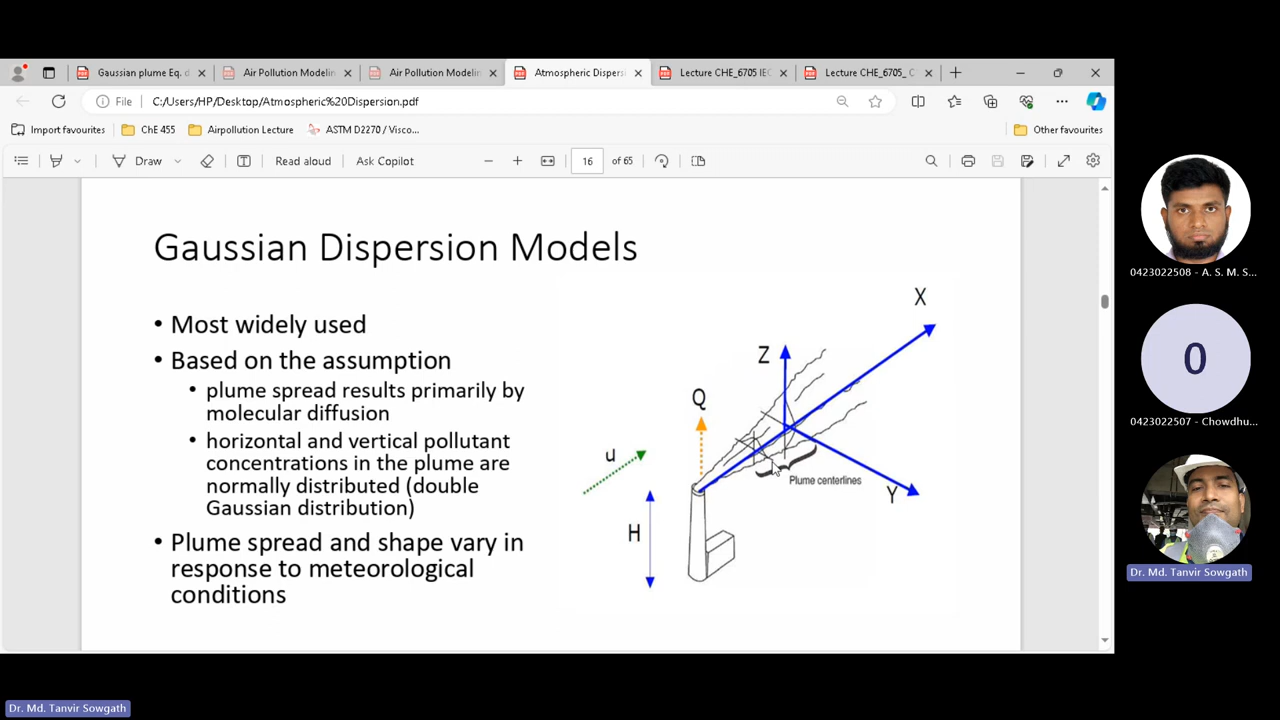 Gaussian plume Eq. d
Air Pollution Modelin
Air Pollution Modelin
Atmospheric Dispersi
Lecture CHE_6705 IEC
Lecture CHE_6705_ C
File
C:/Users/HP/Desktop/Atmospheric%20Dispersion.pdf
Import favourites
ChE 455
Airpollution Lecture
ASTM D2270 / Visco...
Other favourites
Draw
Read aloud
Ask Copilot
16
of 65
Gaussian Dispersion Models
• Most widely used
• Based on the assumption
• plume spread results primarily by
molecular diffusion
• horizontal and vertical pollutant
concentrations in the plume are
normally distributed (double
Gaussian distribution)
• Plume spread and shape vary in
response to meteorological
conditions
X
Z
Q
u
Plume centerlines
Y
H
0423022508 - A. S. M. S...
0
0423022507 - Chowdhu...
Dr. Md. Tanvir Sowgath
Dr. Md. Tanvir Sowgath